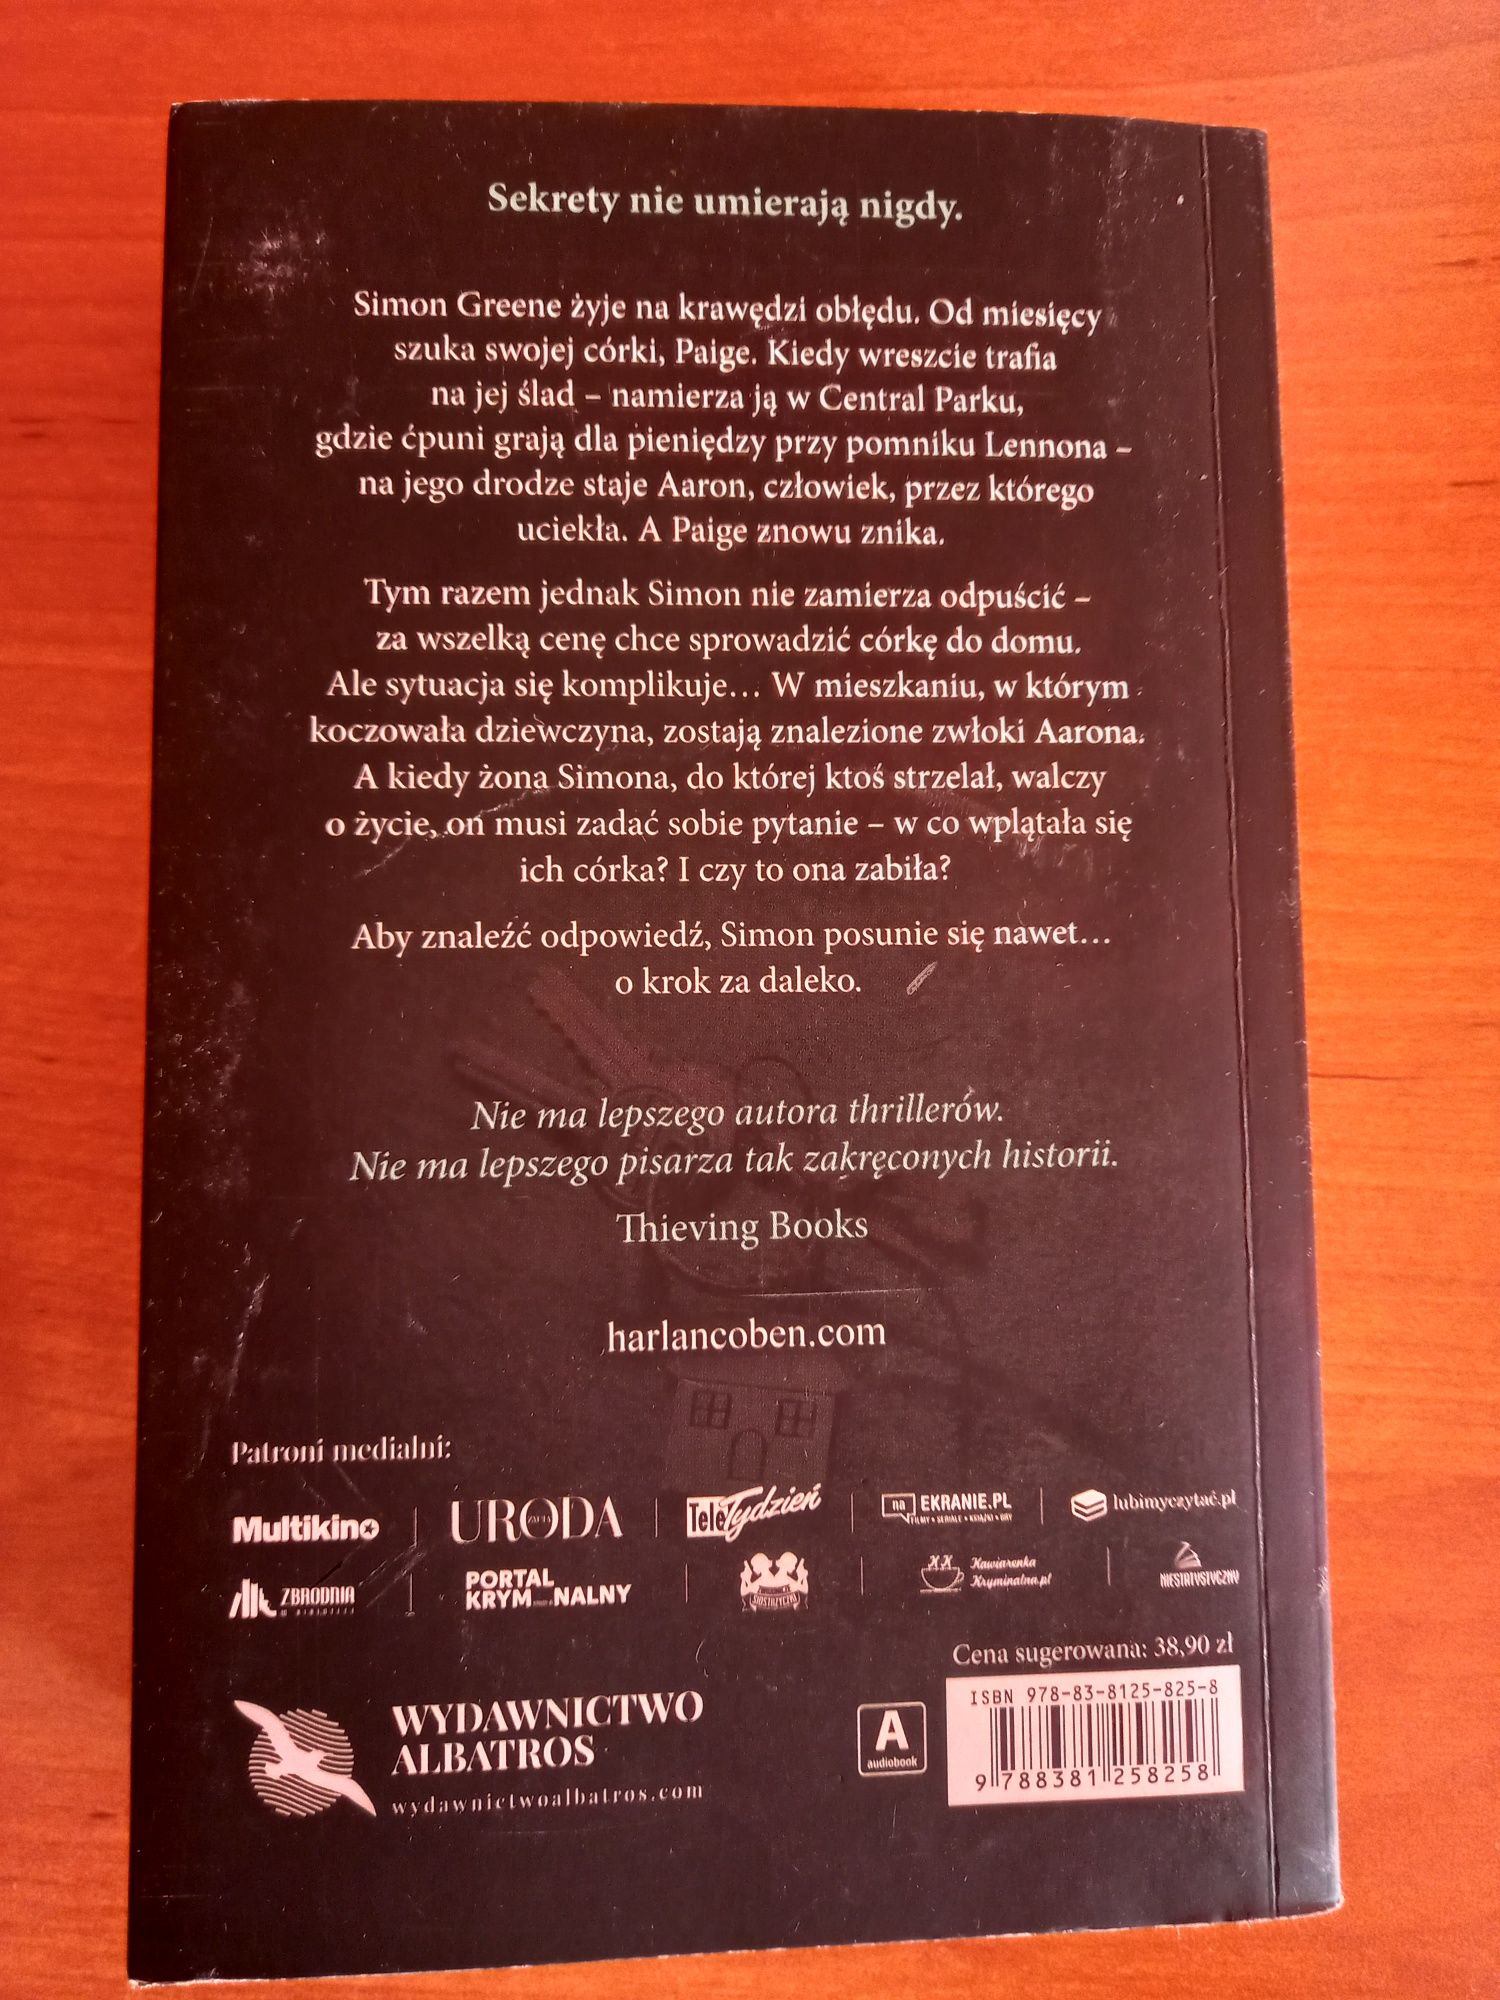 Sekrety nie umierają nigdy.
Simon Greene żyje na krawędzi obłędu. Od miesięcy
szuka swojej córki, Paige. Kiedy wreszcie trafia
na jej ślad – namierza ją w Central Parku,
gdzie ćpuni grają dla pieniędzy przy pomniku Lennona –
na jego drodze staje Aaron, człowiek, przez którego
uciekła. A Paige znowu znika.
Tym razem jednak Simon nie zamierza odpuścić –
za wszelką cenę chce sprowadzić córkę do domu.
Ale sytuacja się komplikuje… W mieszkaniu, w którym
koczowała dziewczyna, zostają znalezione zwłoki Aarona.
A kiedy żona Simona, do której ktoś strzelał, walczy
o życie, on musi zadać sobie pytanie – w co wplątała się
ich córka? I czy to ona zabiła?
Aby znaleźć odpowiedź, Simon posunie się nawet…
o krok za daleko.
Nie ma lepszego autora thrillerów.
Nie ma lepszego pisarza tak zakręconych historii.
Thieving Books
harlancoben.com
Patroni medialni:
Multikino
URODA
TeleTydzień
na EKRANIE.PL
FILMY • SERIALE • KSIĄŻKI • GRY
lubimyczytać.pl
ZBRODNIA
PORTAL
KRYM NALNY
SIOSTRZYCZKI
Kawiarenka
Kryminalna.pl
NIESTATYSTYCZNY
Cena sugerowana: 38,90 zł
ISBN 978-83-8125-825-8
9 788381 258258
A
audiobook
WYDAWNICTWO
ALBATROS
wydawnictwoalbatros.com